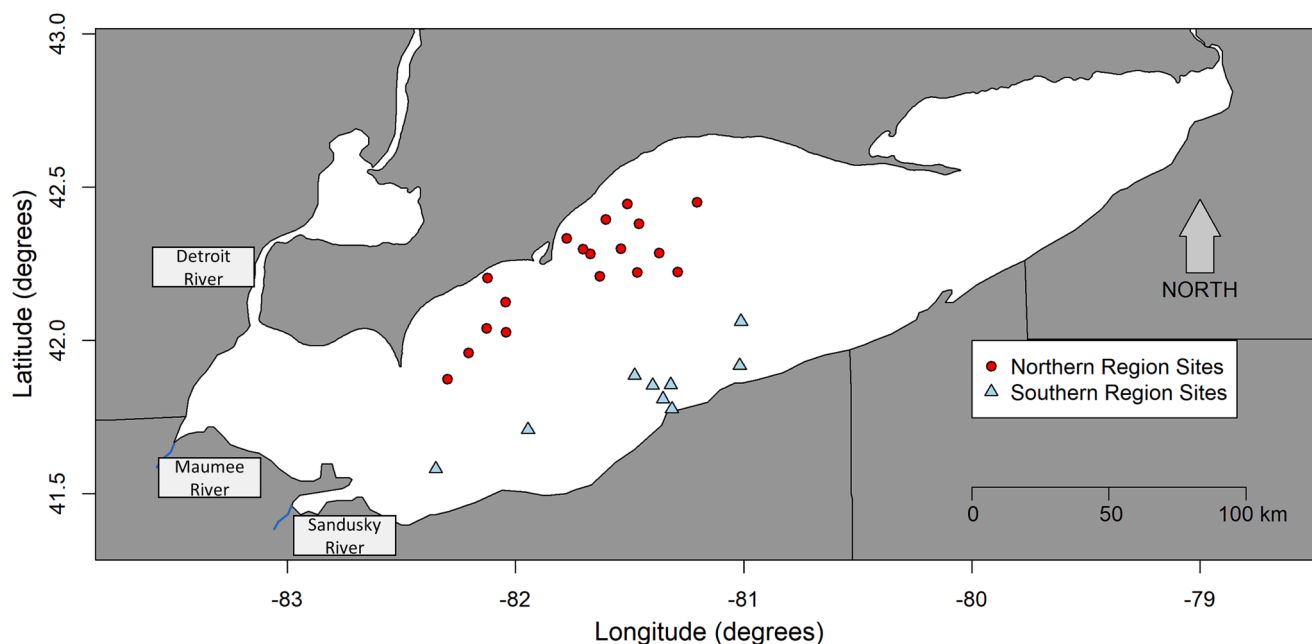 43.0
42.5
42.0
41.5
Latitude (degrees)
Detroit
River
Maumee
River
Sandusky
River
NORTH
Northern Region Sites
Southern Region Sites
0 50 100 km
-83 -82 -81 -80 -79
Longitude (degrees)